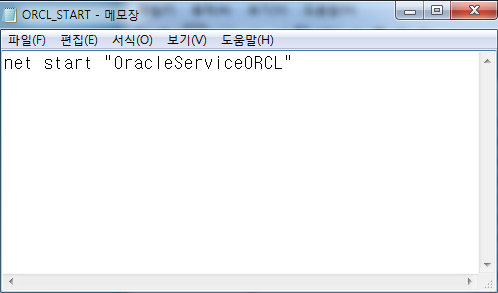 ORCL_START - 메모장
파일(F) 편집(E) 서식(O) 보기(V) 도움말(H)
net start "OracleServiceORCL"